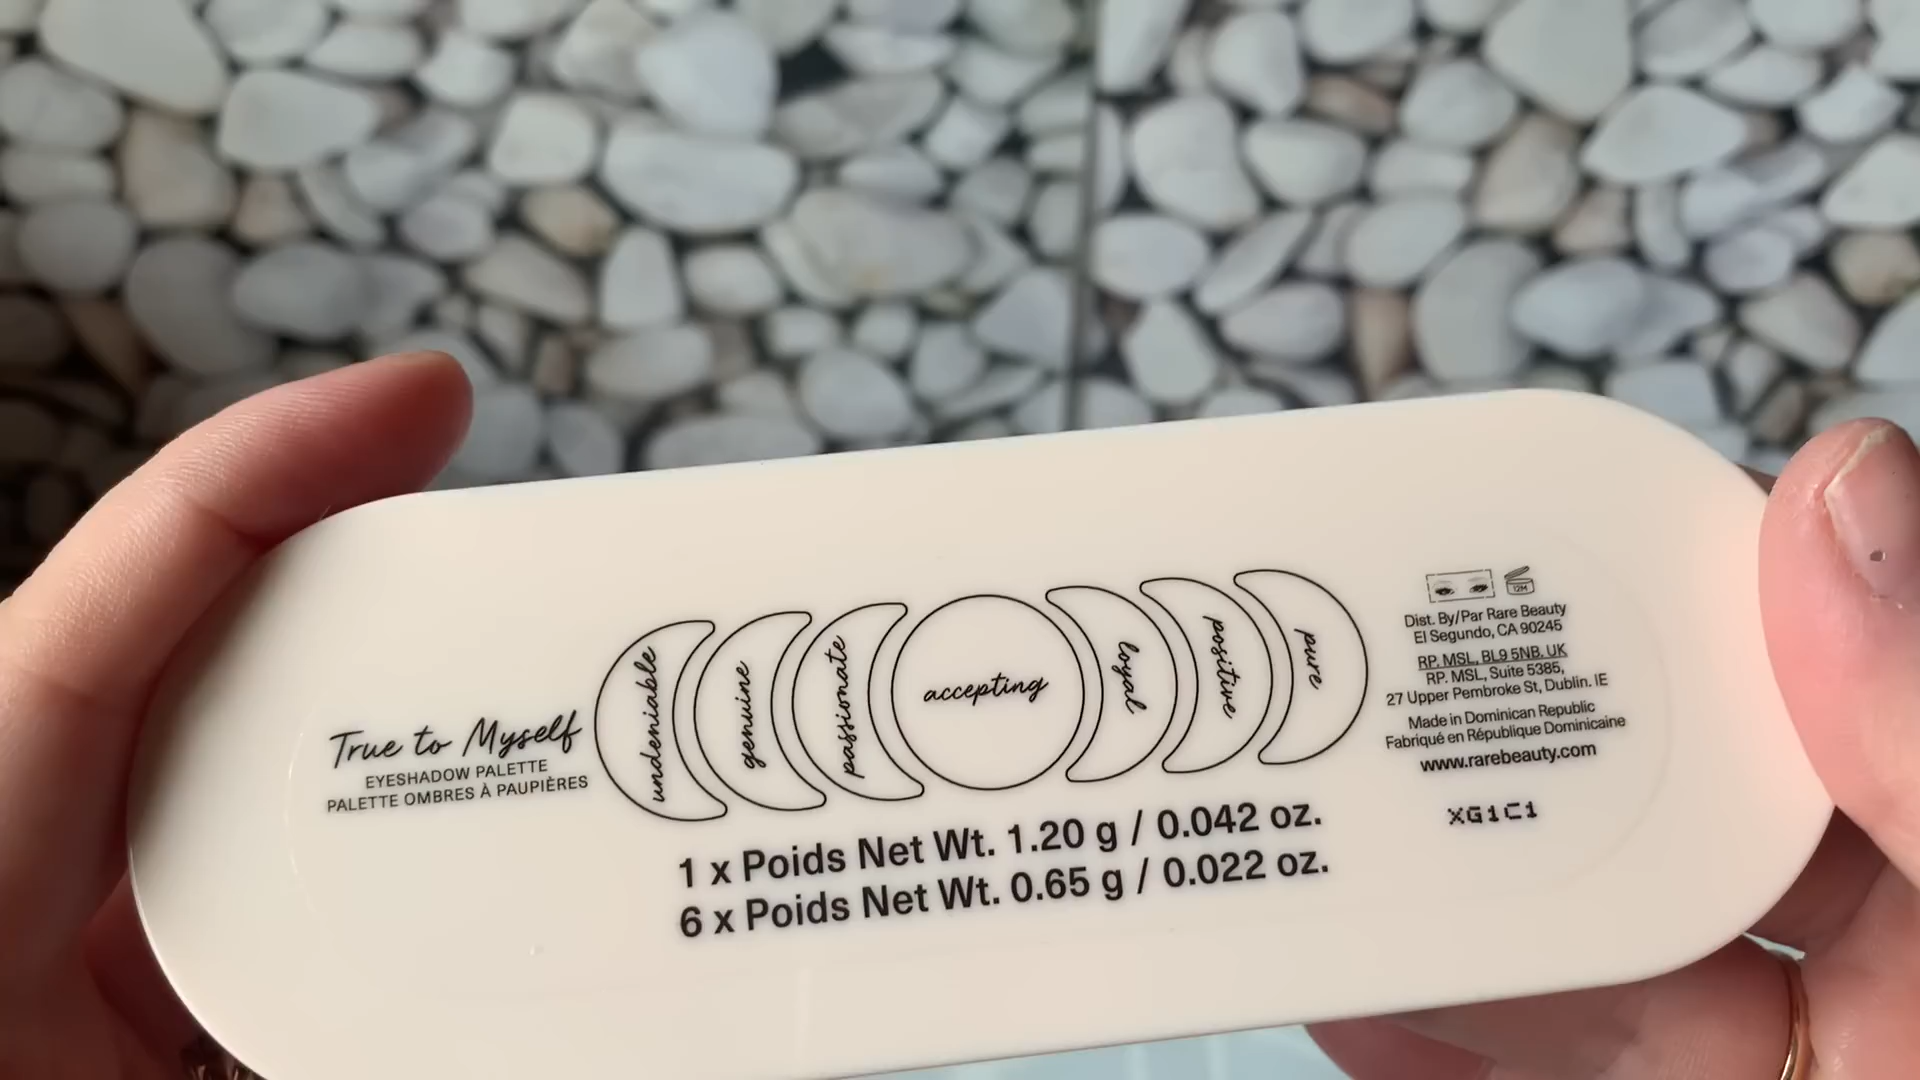 True to Myself
EYESHADOW PALETTE
PALETTE OMBRES À PAUPIÈRES
undeniable
genuine
passionate
accepting
loyal
positive
pure
1 x Poids Net Wt. 1.20 g / 0.042 oz.
6 x Poids Net Wt. 0.65 g / 0.022 oz.
12M
Dist. By/Par Rare Beauty
El Segundo, CA 90245
RP. MSL, BL9 5NB. UK
RP. MSL, Suite 5385,
27 Upper Pembroke St, Dublin. IE
Made in Dominican Republic
Fabriqué en République Dominicaine
www.rarebeauty.com
XG1C1